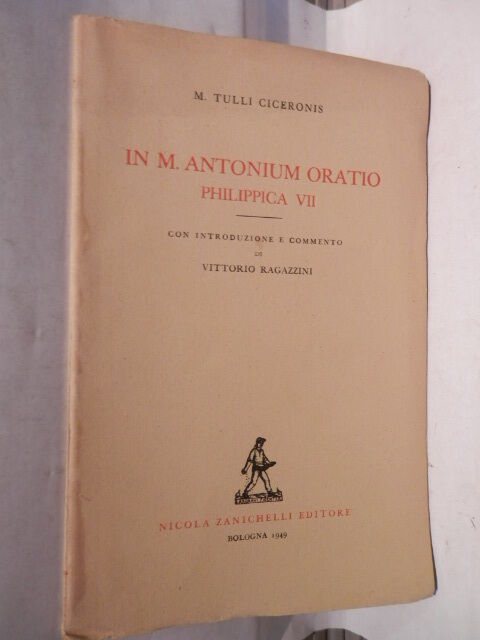 M. TULLI CICERONIS
IN M. ANTONIUM ORATIO
PHILIPPICA VII
CON INTRODUZIONE E COMMENTO
DI
VITTORIO RAGAZZINI
NICOLA ZANICHELLI EDITORE
BOLOGNA 1949